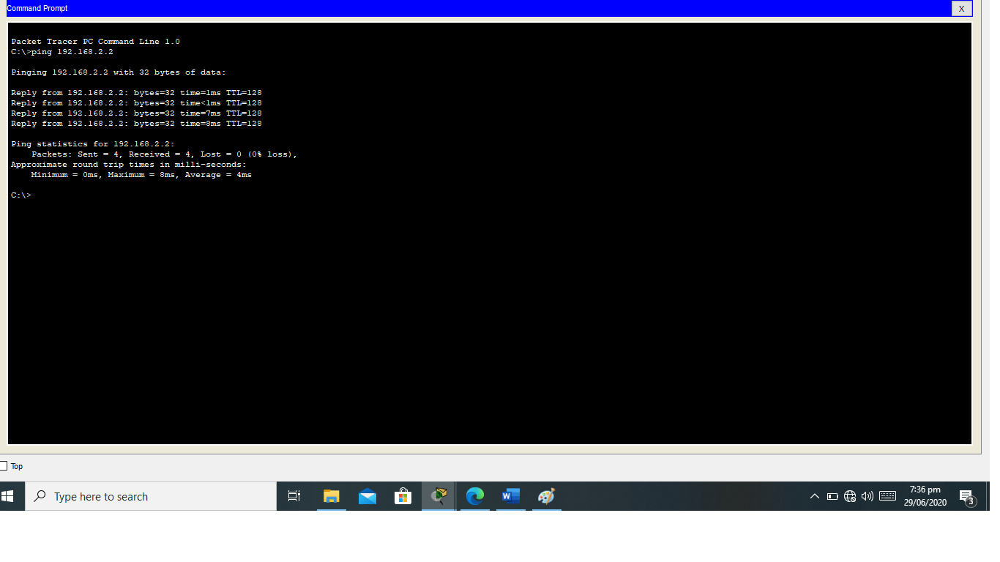 Command Prompt
X
Packet Tracer PC Command Line 1.0
C:\>ping 192.168.2.2
Pinging 192.168.2.2 with 32 bytes of data:
Reply from 192.168.2.2: bytes=32 time=1ms TTL=128
Reply from 192.168.2.2: bytes=32 time<1ms TTL=128
Reply from 192.168.2.2: bytes=32 time=7ms TTL=128
Reply from 192.168.2.2: bytes=32 time=8ms TTL=128
Ping statistics for 192.168.2.2:
Packets: Sent = 4, Received = 4, Lost = 0 (0% loss),
Approximate round trip times in milli-seconds:
Minimum = 0ms, Maximum = 8ms, Average = 4ms
C:\>
Top
Type here to search
W
7:36 pm
29/06/2020
3